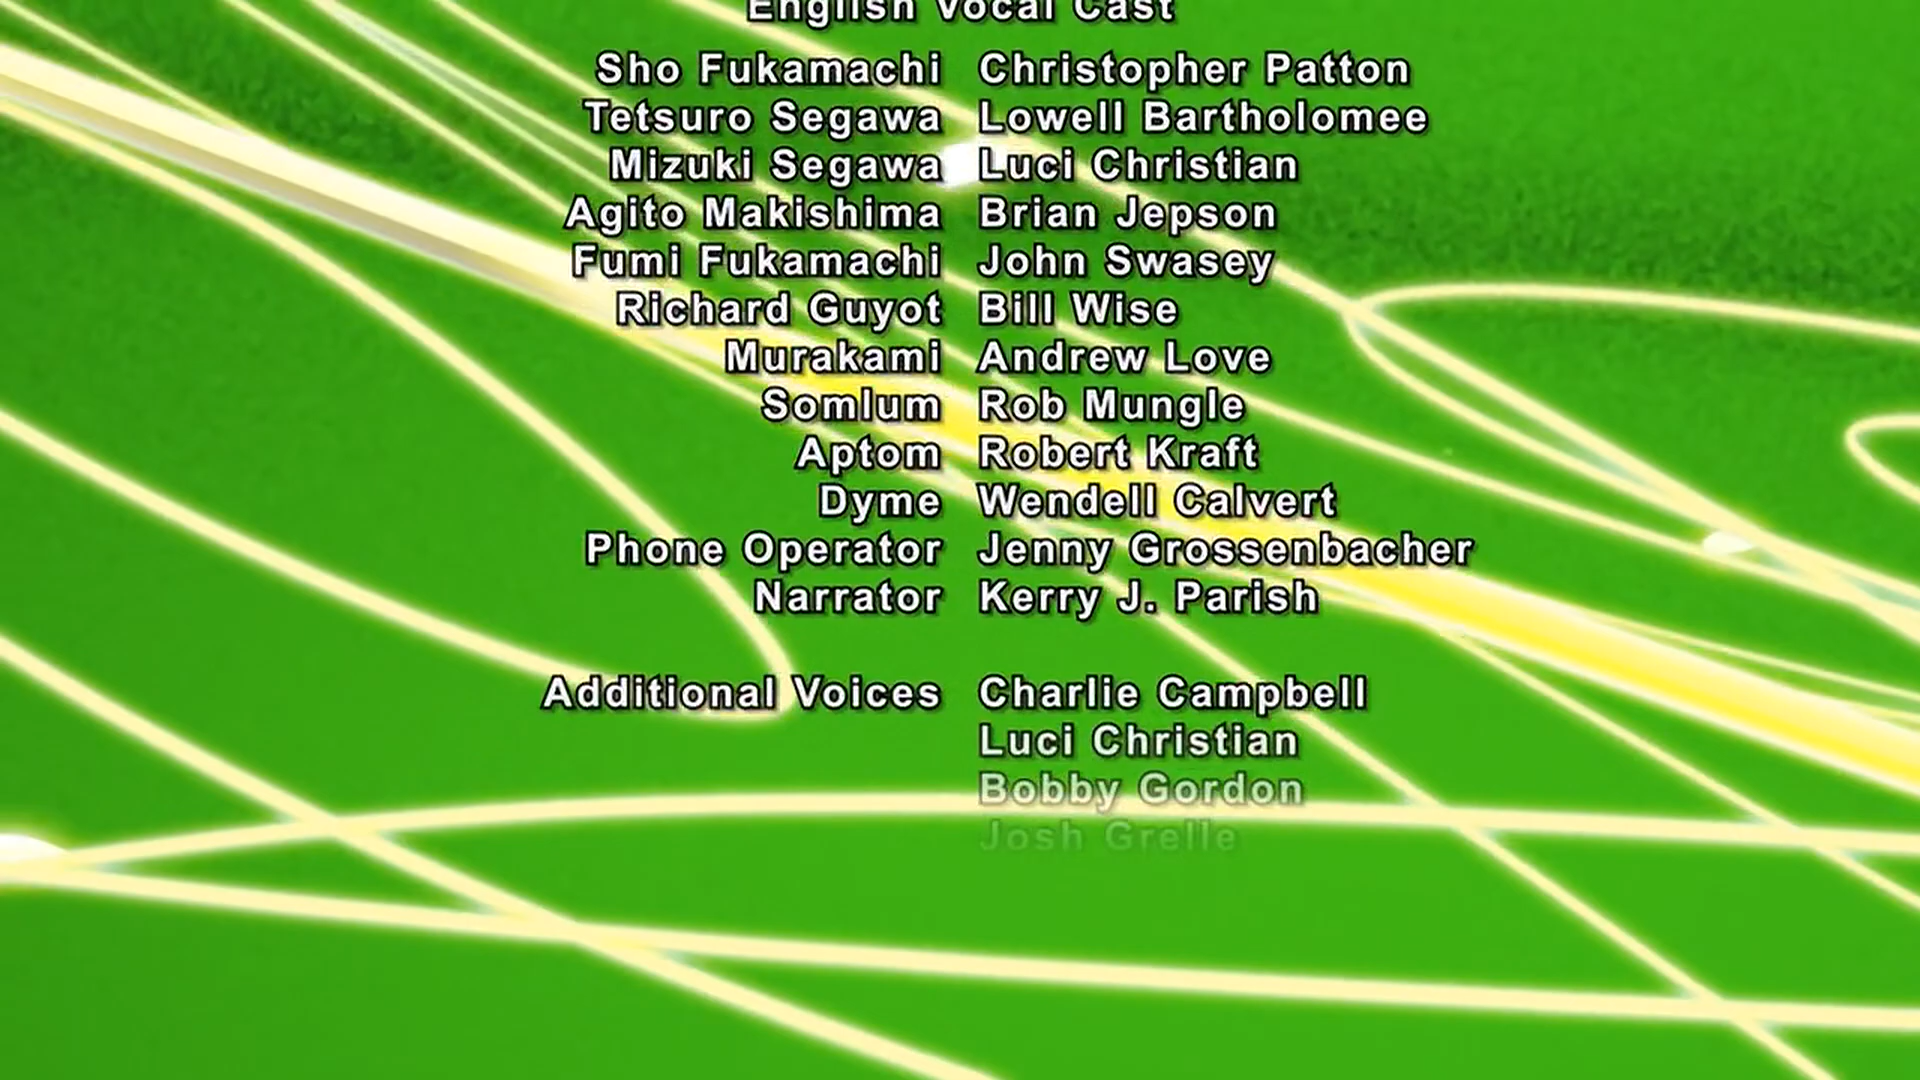 English Vocal Cast
Sho Fukamachi Christopher Patton
Tetsuro Segawa Lowell Bartholomee
Mizuki Segawa Luci Christian
Agito Makishima Brian Jepson
Fumi Fukamachi John Swasey
Richard Guyot Bill Wise
Murakami Andrew Love
Somlum Rob Mungle
Aptom Robert Kraft
Dyme Wendell Calvert
Phone Operator Jenny Grossenbacher
Narrator Kerry J. Parish
Additional Voices Charlie Campbell
Luci Christian
Bobby Gordon
Josh Grelle